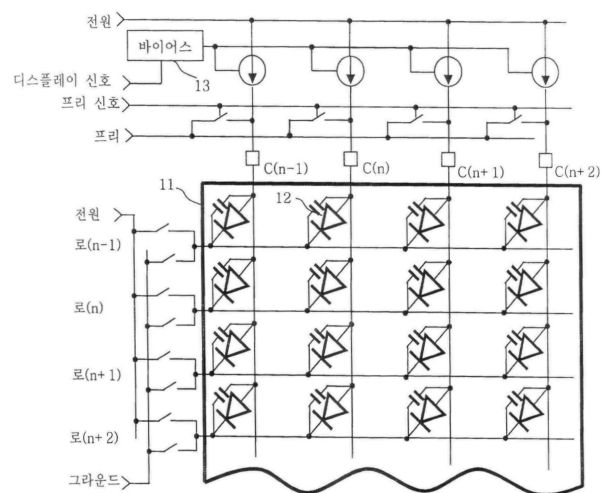 전원
바이어스
13
디스플레이 신호
프리 신호
프리
C(n-1)
C(n)
C(n+1)
C(n+2)
11
12
전원
로(n-1)
로(n)
로(n+1)
로(n+2)
그라운드